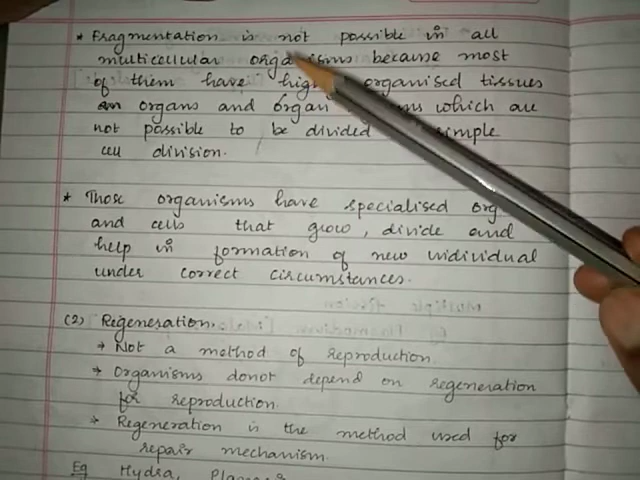 * Fragmentation is not possible in all
multicellular organisms because most
of them have high organised tissues
an organs and organ which are
not possible to be divided simple
cell division.
* Those organisms have specialised org
and cells that grow, divide and
help in formation of new individual
under correct circumstances.
(2) Regeneration.
* Not a method of reproduction
* Organisms donot depend on regeneration
for reproduction.
* Regeneration is the method used for
repair mechanism.
Eg Hydra,